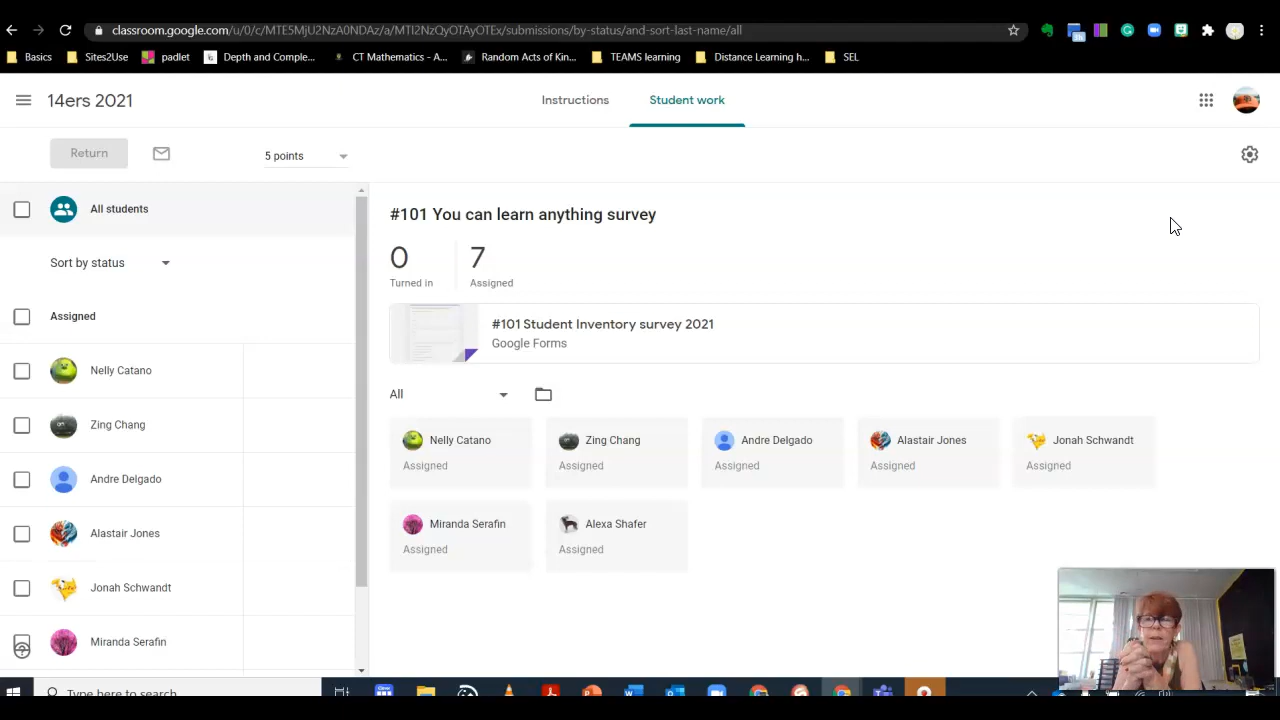 classroom.google.com/u/0/c/MTE5MjU2NzA0NDAz/a/MTI2NzQyOTAyOTEx/submissions/by-status/and-sort-last-name/all
Basics Sites2Use padlet Depth and Comple... CT Mathematics - A... Random Acts of Kin... TEAMS learning Distance Learning h... SEL
14ers 2021 Instructions Student work
Return 5 points
All students
Sort by status
Assigned
Nelly Catano
Zing Chang
Andre Delgado
Alastair Jones
Jonah Schwandt
Miranda Serafin
#101 You can learn anything survey
0 7
Turned in Assigned
#101 Student Inventory survey 2021
Google Forms
All
Nelly Catano Zing Chang Andre Delgado Alastair Jones Jonah Schwandt
Assigned Assigned Assigned Assigned Assigned
Miranda Serafin Alexa Shafer
Assigned Assigned
Type here to search